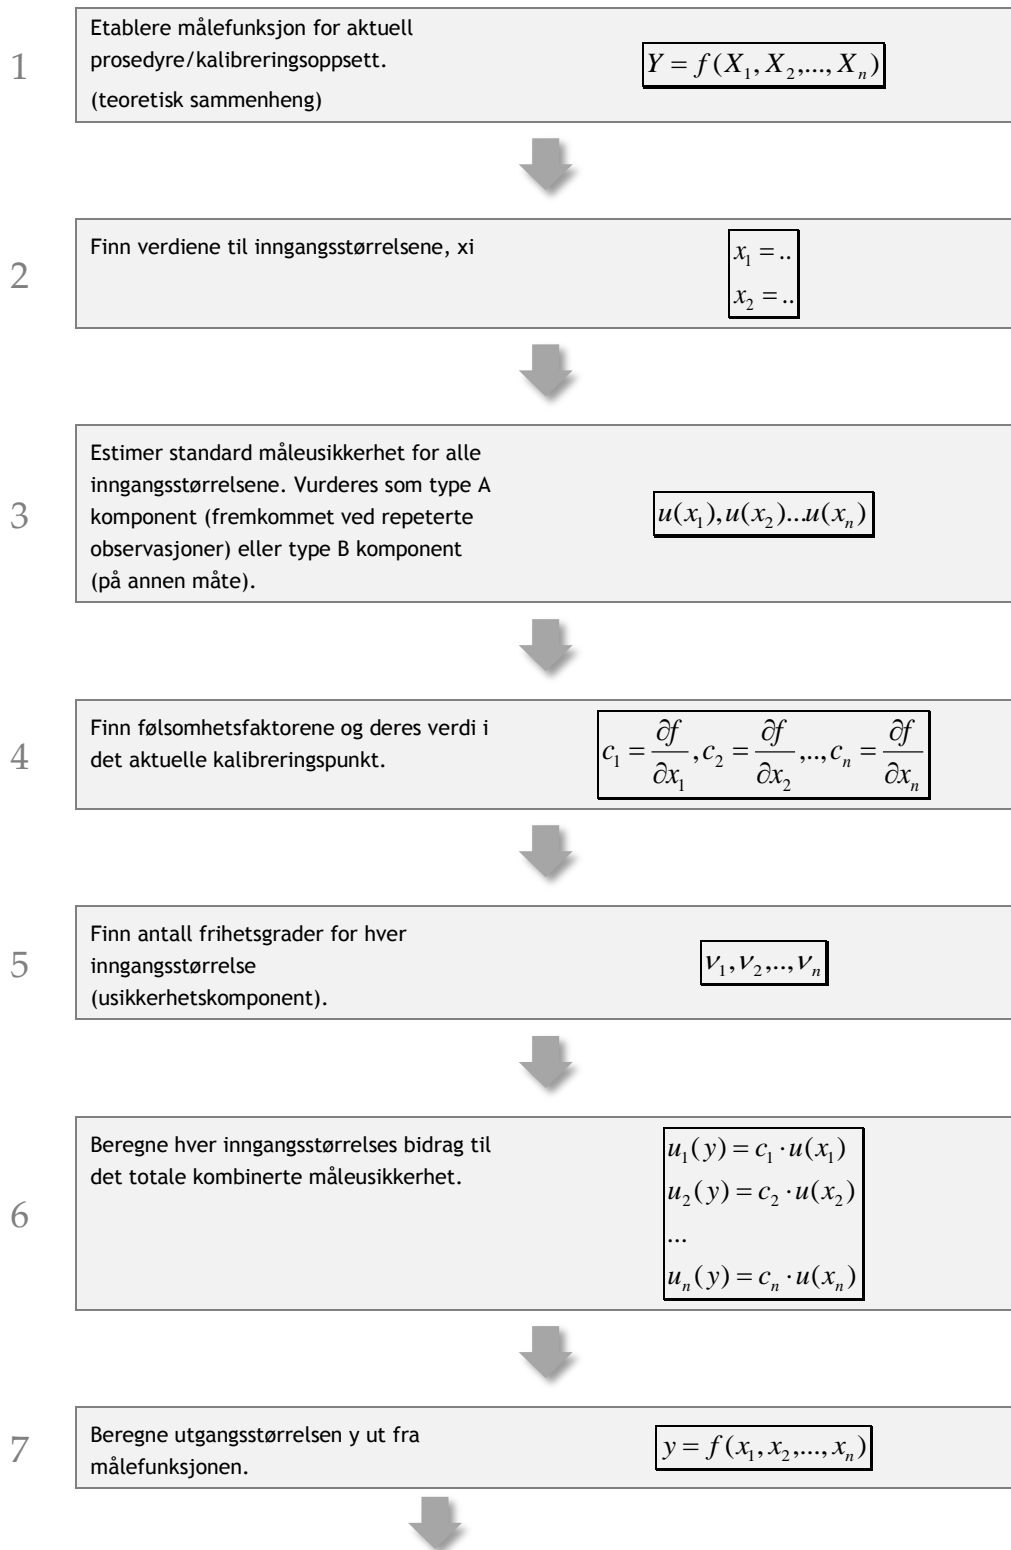 1
Etablere målefunksjon for aktuell
prosedyre/kalibreringsoppsett.
(teoretisk sammenheng)
Y = f(X₁, X₂,..., Xₙ)
2
Finn verdiene til inngangsstørrelsene, xi
x₁ = ..
x₂ = ..
3
Estimer standard måleusikkerhet for alle
inngangsstørrelsene. Vurderes som type A
komponent (fremkommet ved repeterte
observasjoner) eller type B komponent
(på annen måte).
u(x₁), u(x₂)...u(xₙ)
4
Finn følsomhetsfaktorene og deres verdi i
det aktuelle kalibreringspunkt.
c₁ = ∂f/∂x₁, c₂ = ∂f/∂x₂,.., cₙ = ∂f/∂xₙ
5
Finn antall frihetsgrader for hver
inngangsstørrelse
(usikkerhetskomponent).
ν₁, ν₂,.., νₙ
6
Beregne hver inngangsstørrelses bidrag til
det totale kombinerte måleusikkerhet.
u₁(y) = c₁ · u(x₁)
u₂(y) = c₂ · u(x₂)
...
uₙ(y) = cₙ · u(xₙ)
7
Beregne utgangsstørrelsen y ut fra
målefunksjonen.
y = f(x₁, x₂,..., xₙ)